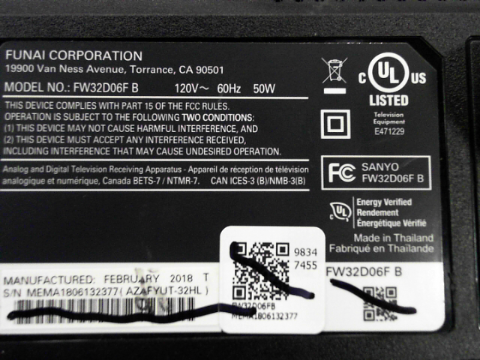 FUNAI CORPORATION
19900 Van Ness Avenue, Torrance, CA 90501
MODEL NO.: FW32D06F B 120V~ 60Hz 50W
THIS DEVICE COMPLIES WITH PART 15 OF THE FCC RULES.
OPERATION IS SUBJECT TO THE FOLLOWING TWO CONDITIONS:
(1) THIS DEVICE MAY NOT CAUSE HARMFUL INTERFERENCE, AND
(2) THIS DEVICE MUST ACCEPT ANY INTERFERENCE RECEIVED,
INCLUDING INTERFERENCE THAT MAY CAUSE UNDESIRED OPERATION.
Analog and Digital Television Receiving Apparatus - Appareil de réception de télévision
analogique et numérique, Canada BETS-7 / NTMR-7. CAN ICES-3 (B)/NMB-3(B)
MANUFACTURED: FEBRUARY 2018 T
S/N MEMA1806132377 ( AZAFYUT-32HL )
9834
7455
FW32D06FB
MEMA1806132377
C UL US
LISTED
Television
Equipment
E471229
FC SANYO
FW32D06F B
UL Energy Verified
Rendement
Énergétique Vérifié
Made in Thailand
Fabriqué en Thaïlande
FW32D06F B